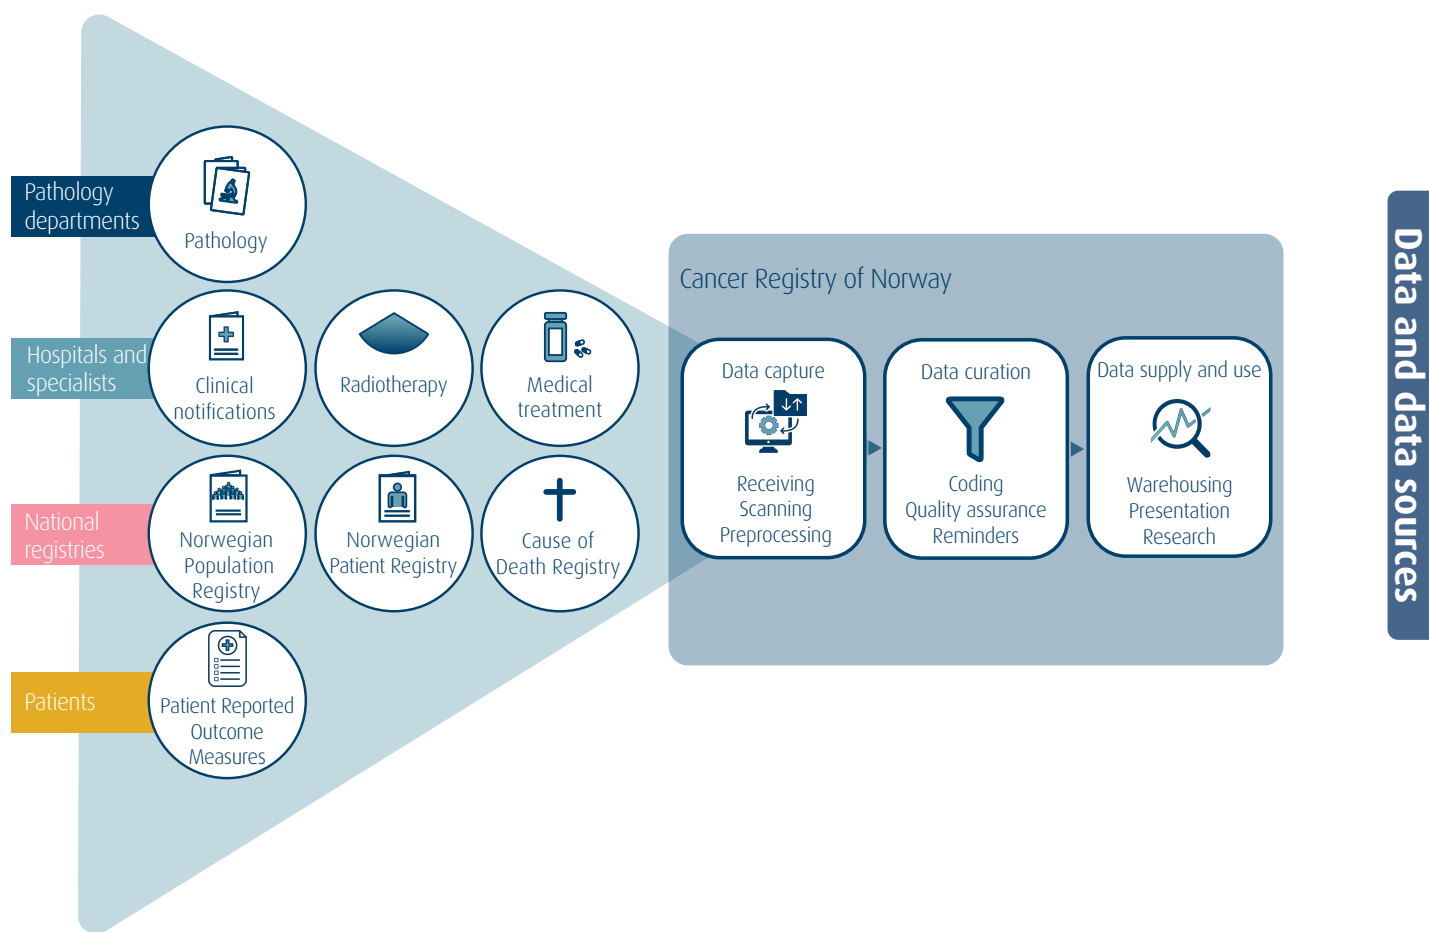 Pathology
departments
Pathology
Hospitals and
specialists
Clinical
notifications
Radiotherapy
Medical
treatment
National
registries
Norwegian
Population
Registry
Norwegian
Patient Registry
Cause of
Death Registry
Patients
Patient Reported
Outcome
Measures
Cancer Registry of Norway
Data capture
Receiving
Scanning
Preprocessing
Data curation
Coding
Quality assurance
Reminders
Data supply and use
Warehousing
Presentation
Research
Data and data sources